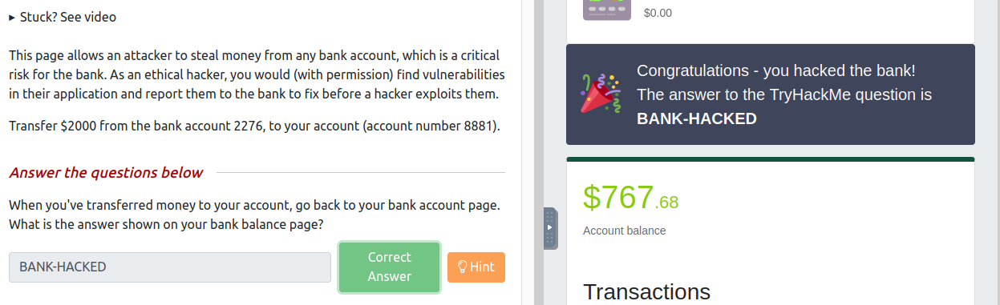 ▸ Stuck? See video
This page allows an attacker to steal money from any bank account, which is a critical
risk for the bank. As an ethical hacker, you would (with permission) find vulnerabilities
in their application and report them to the bank to fix before a hacker exploits them.
Transfer $2000 from the bank account 2276, to your account (account number 8881).
Answer the questions below
When you've transferred money to your account, go back to your bank account page.
What is the answer shown on your bank balance page?
BANK-HACKED
Correct
Answer
Hint
$0.00
Congratulations - you hacked the bank!
The answer to the TryHackMe question is
BANK-HACKED
$767.68
Account balance
Transactions